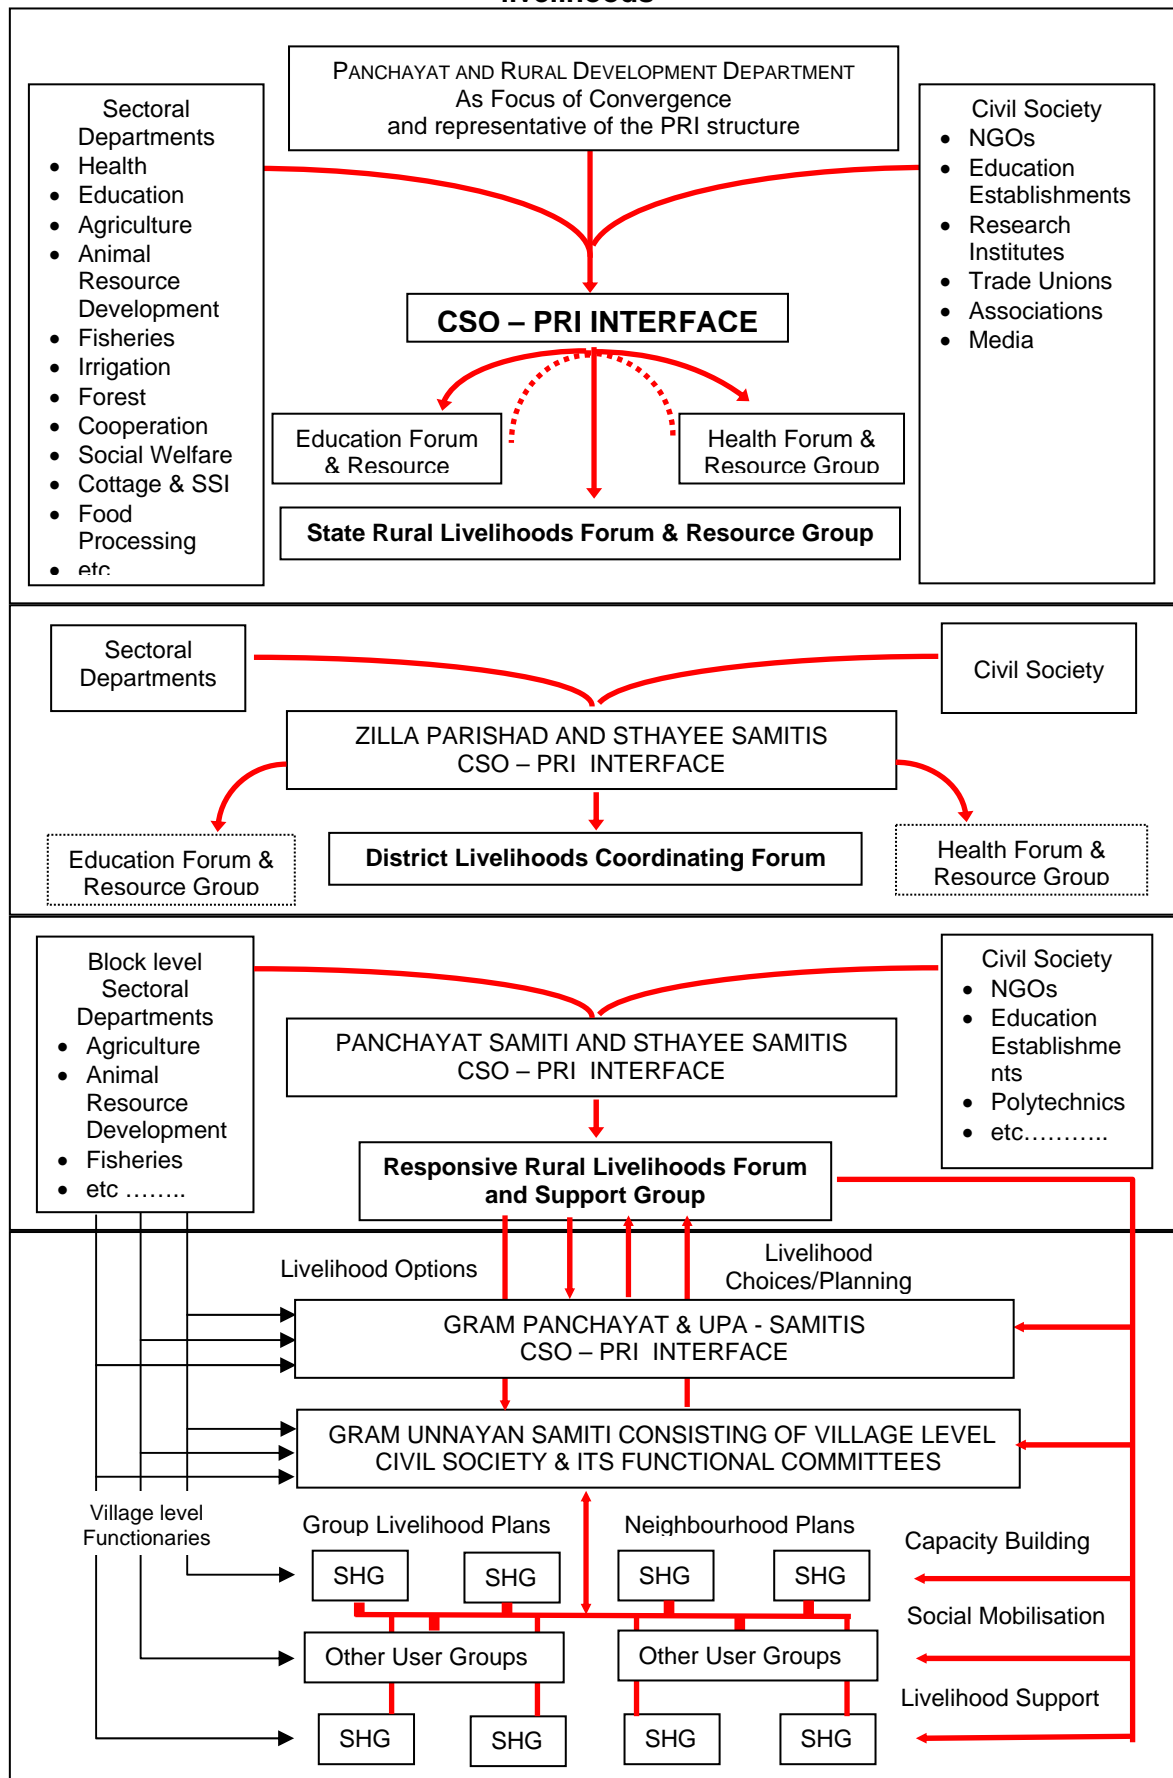 livelihoods
PANCHAYAT AND RURAL DEVELOPMENT DEPARTMENT
As Focus of Convergence
and representative of the PRI structure
Sectoral
Departments
• Health
• Education
• Agriculture
• Animal
Resource
Development
• Fisheries
• Irrigation
• Forest
• Cooperation
• Social Welfare
• Cottage & SSI
• Food
Processing
• etc
Civil Society
• NGOs
• Education
Establishments
• Research
Institutes
• Trade Unions
• Associations
• Media
CSO – PRI INTERFACE
Education Forum
& Resource
Health Forum &
Resource Group
State Rural Livelihoods Forum & Resource Group
Sectoral
Departments
Civil Society
ZILLA PARISHAD AND STHAYEE SAMITIS
CSO – PRI INTERFACE
Education Forum &
Resource Group
District Livelihoods Coordinating Forum
Health Forum &
Resource Group
Block level
Sectoral
Departments
• Agriculture
• Animal
Resource
Development
• Fisheries
• etc ……..
Civil Society
• NGOs
• Education
Establishme
nts
• Polytechnics
• etc………..
PANCHAYAT SAMITI AND STHAYEE SAMITIS
CSO – PRI INTERFACE
Responsive Rural Livelihoods Forum
and Support Group
Livelihood Options
Livelihood
Choices/Planning
GRAM PANCHAYAT & UPA - SAMITIS
CSO – PRI INTERFACE
GRAM UNNAYAN SAMITI CONSISTING OF VILLAGE LEVEL
CIVIL SOCIETY & ITS FUNCTIONAL COMMITTEES
Village level
Functionaries
Group Livelihood Plans
Neighbourhood Plans
Capacity Building
SHG
SHG
SHG
SHG
Social Mobilisation
Other User Groups
Other User Groups
Livelihood Support
SHG
SHG
SHG
SHG